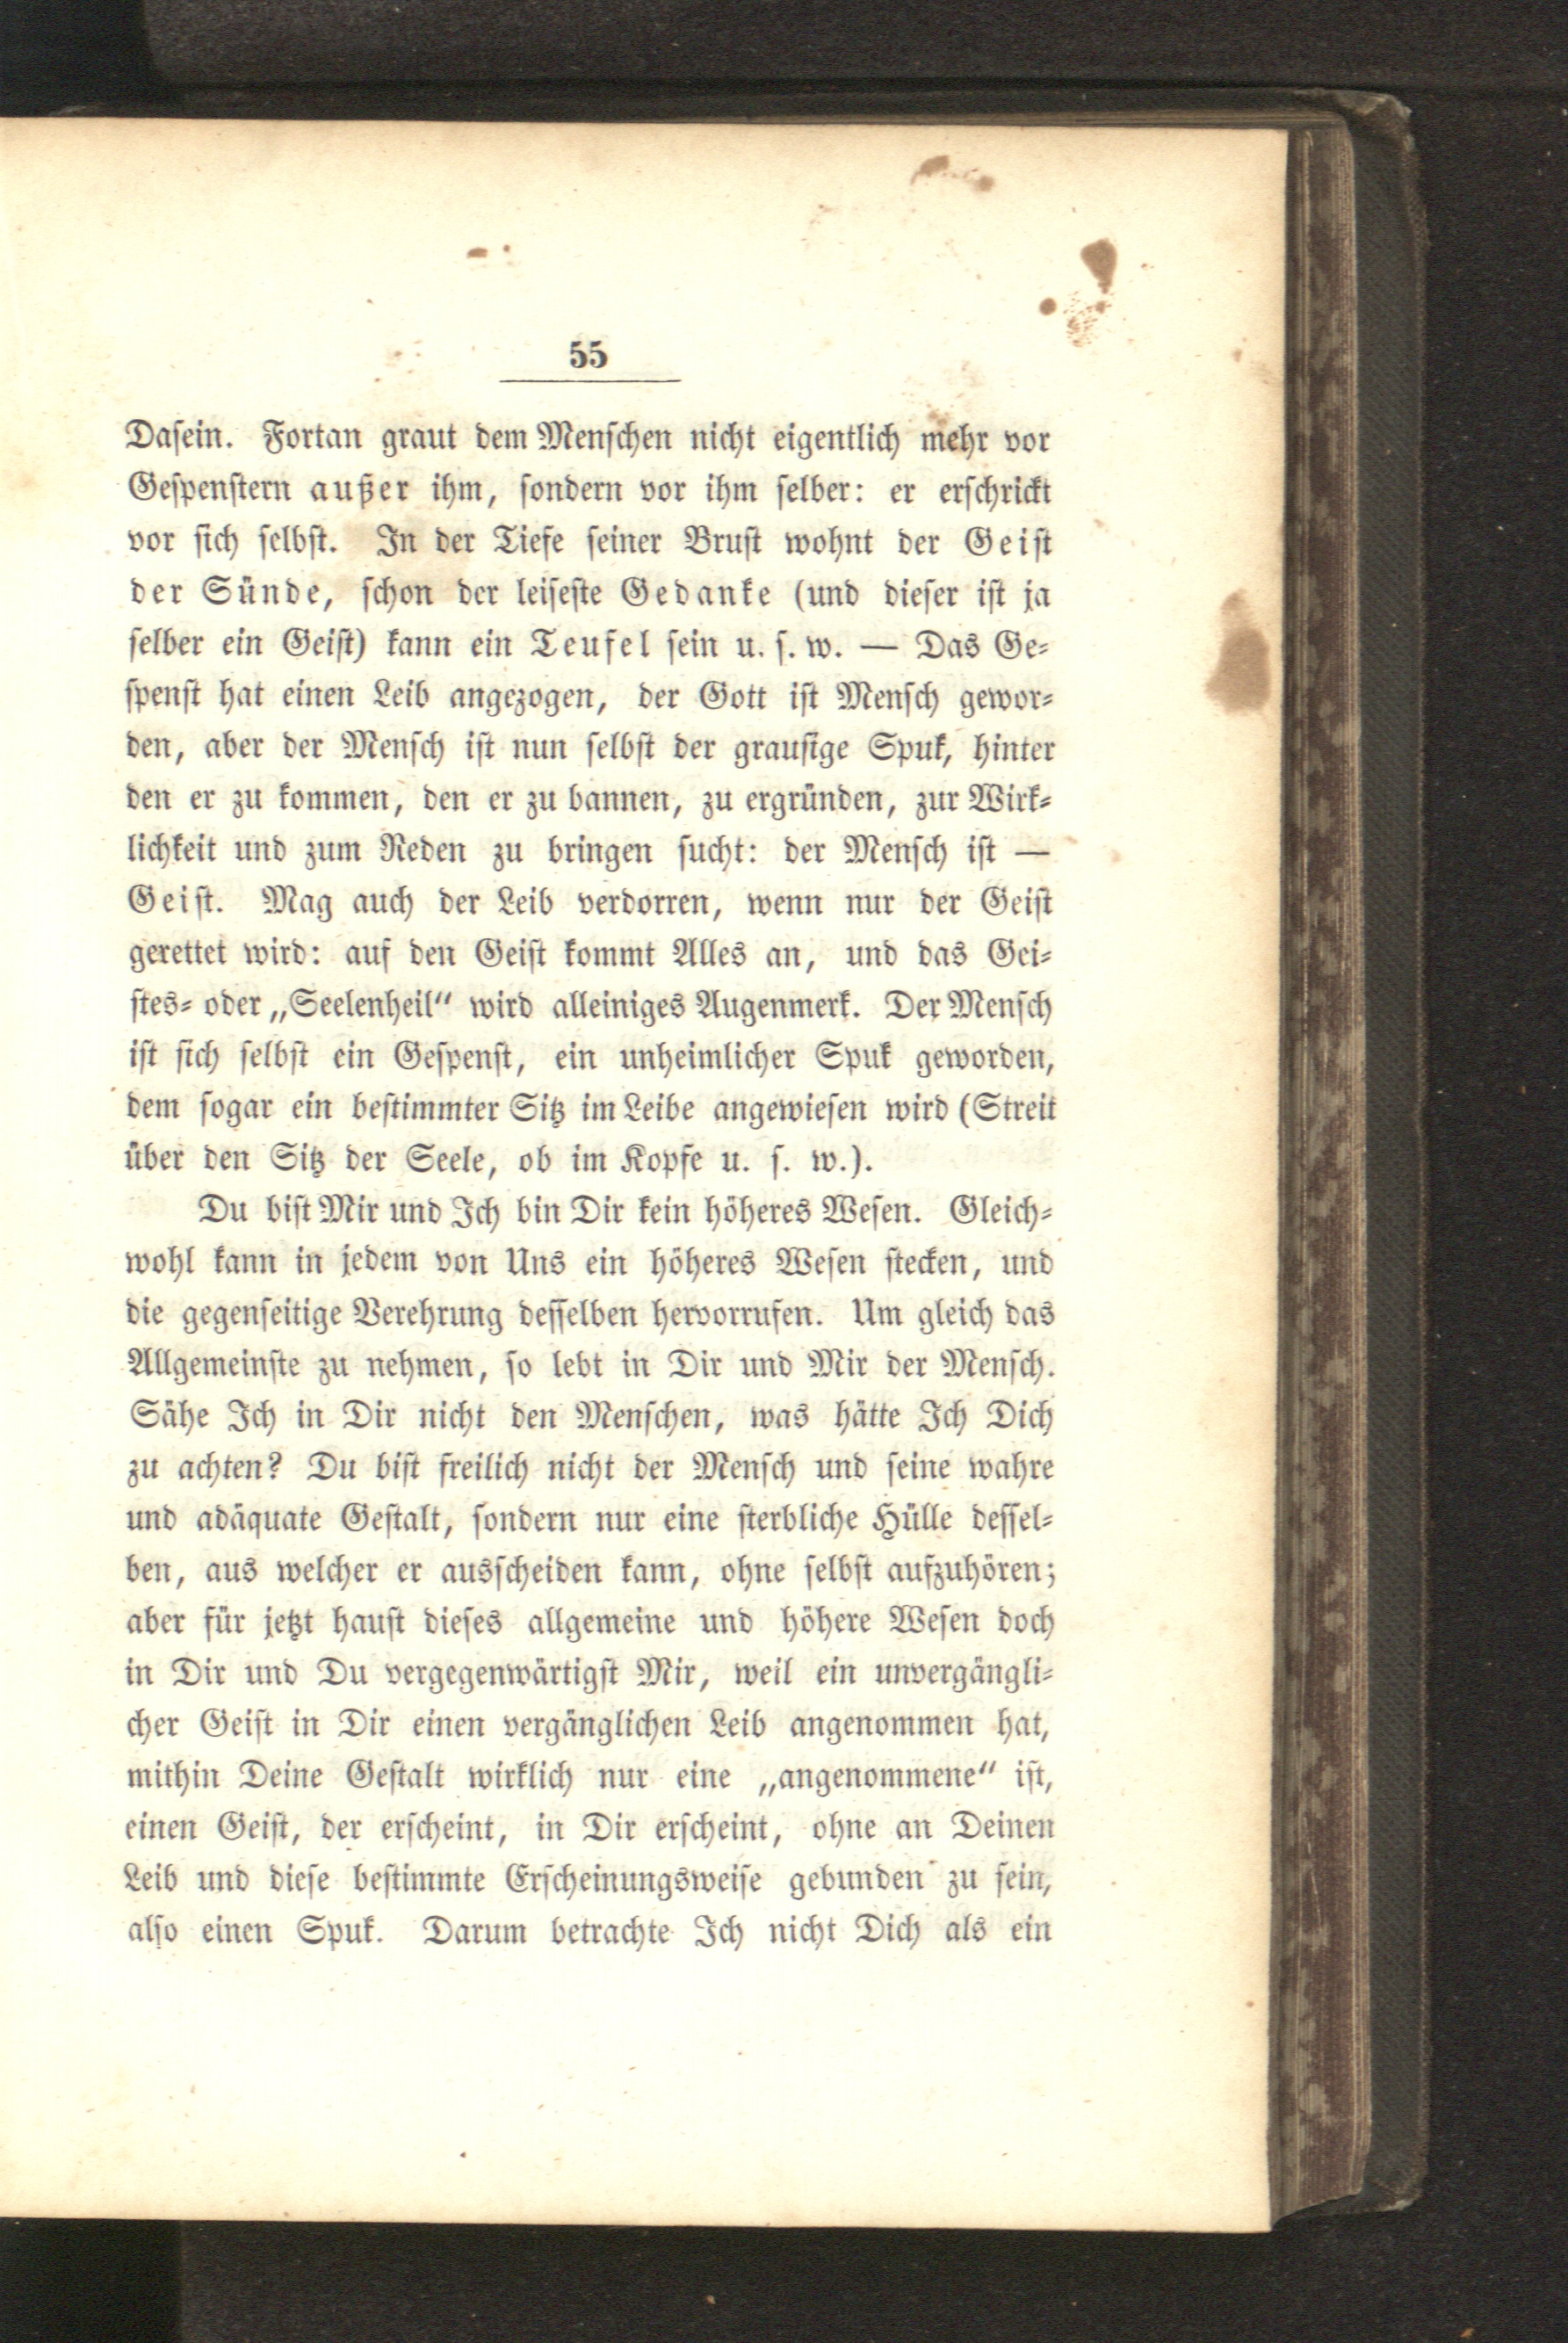 55
Dasein. Fortan graut dem Menschen nicht eigentlich mehr vor
Gespenstern außer ihm, sondern vor ihm selber: er erschrickt
vor sich selbst. In der Tiefe seiner Brust wohnt der Geist
der Sünde, schon der leiseste Gedanke (und dieser ist ja
selber ein Geist) kann ein Teufel sein u. s. w. — Das Ge-
spenst hat einen Leib angezogen, der Gott ist Mensch gewor-
den, aber der Mensch ist nun selbst der grausige Spuk, hinter
den er zu kommen, den er zu bannen, zu ergründen, zur Wirk-
lichkeit und zum Reden zu bringen sucht: der Mensch ist —
Geist. Mag auch der Leib verdorren, wenn nur der Geist
gerettet wird: auf den Geist kommt Alles an, und das Gei-
stes- oder „Seelenheil“ wird alleiniges Augenmerk. Der Mensch
ist sich selbst ein Gespenst, ein unheimlicher Spuk geworden,
dem sogar ein bestimmter Sitz im Leibe angewiesen wird (Streit
über den Sitz der Seele, ob im Kopfe u. s. w.).
Du bist Mir und Ich bin Dir kein höheres Wesen. Gleich-
wohl kann in jedem von Uns ein höheres Wesen stecken, und
die gegenseitige Verehrung desselben hervorrufen. Um gleich das
Allgemeinste zu nehmen, so lebt in Dir und Mir der Mensch.
Sähe Ich in Dir nicht den Menschen, was hätte Ich Dich
zu achten? Du bist freilich nicht der Mensch und seine wahre
und adäquate Gestalt, sondern nur eine sterbliche Hülle dessel-
ben, aus welcher er ausscheiden kann, ohne selbst aufzuhören;
aber für jetzt haust dieses allgemeine und höhere Wesen doch
in Dir und Du vergegenwärtigst Mir, weil ein unvergängli-
cher Geist in Dir einen vergänglichen Leib angenommen hat,
mithin Deine Gestalt wirklich nur eine „angenommene“ ist,
einen Geist, der erscheint, in Dir erscheint, ohne an Deinen
Leib und diese bestimmte Erscheinungsweise gebunden zu sein,
also einen Spuk. Darum betrachte Ich nicht Dich als ein